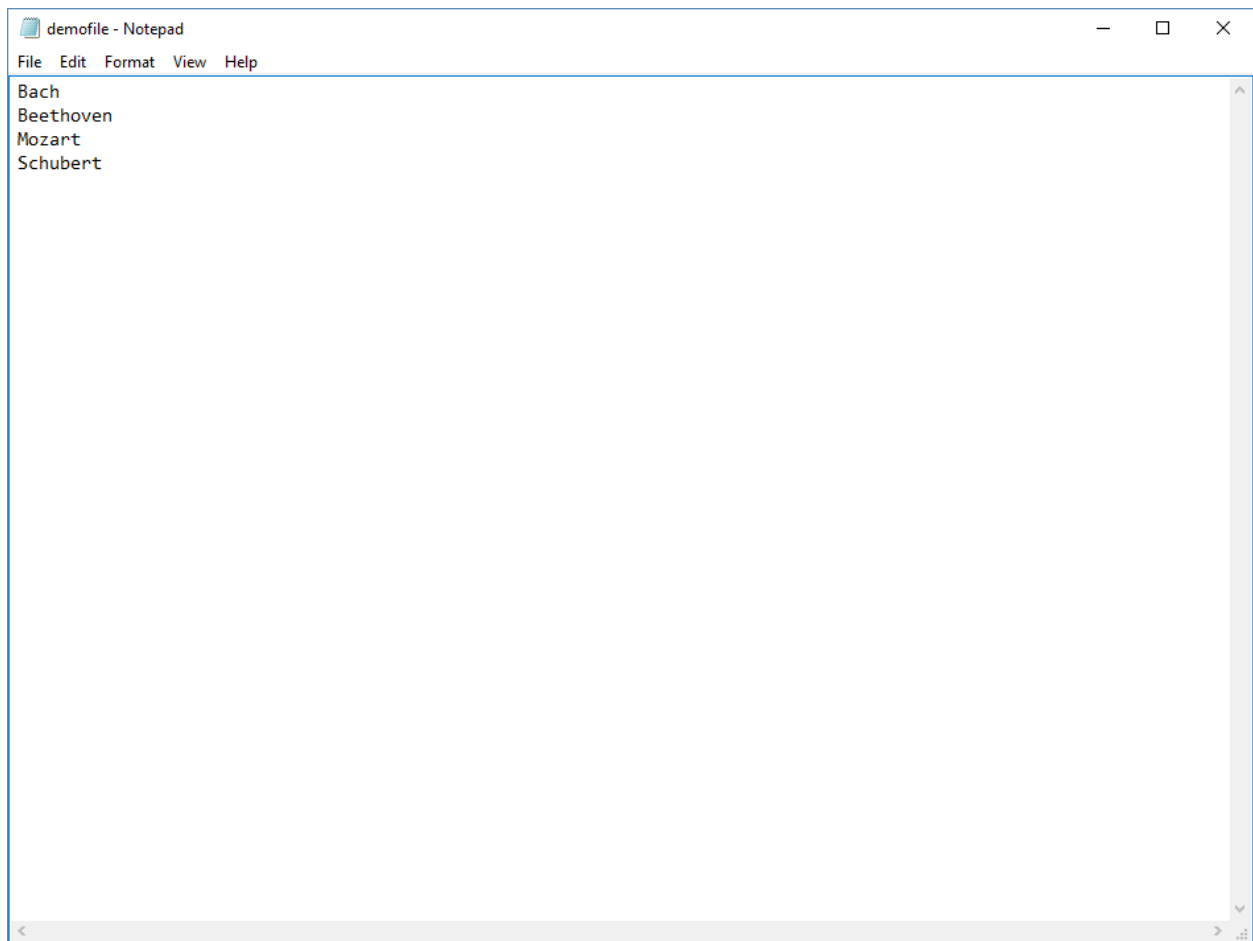 demofile - Notepad
File Edit Format View Help
Bach
Beethoven
Mozart
Schubert